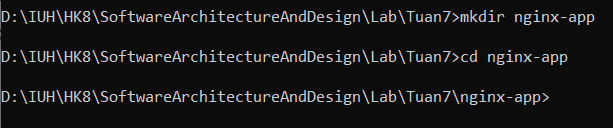 D:\IUH\HK8\SoftwareArchitectureAndDesign\Lab\Tuan7>mkdir nginx-app
D:\IUH\HK8\SoftwareArchitectureAndDesign\Lab\Tuan7>cd nginx-app
D:\IUH\HK8\SoftwareArchitectureAndDesign\Lab\Tuan7\nginx-app>